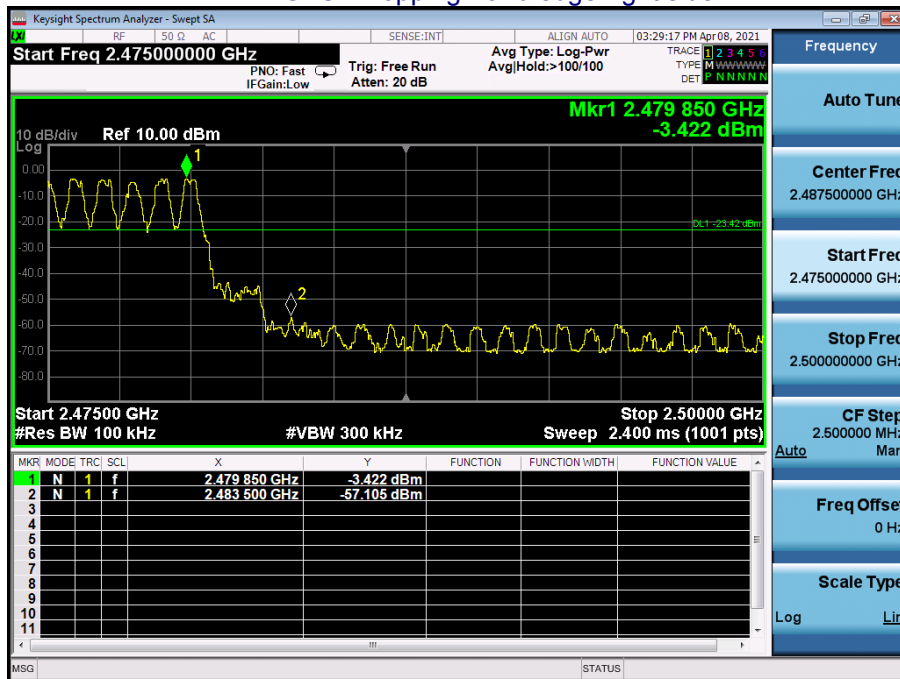 Keysight Spectrum Analyzer - Swept SA
LXI RF 50 Ω AC SENSE:INT ALIGN AUTO 03:29:17 PM Apr 08, 2021
Start Freq 2.475000000 GHz
PNO: Fast
IFGain:Low
Trig: Free Run
Atten: 20 dB
Avg Type: Log-Pwr
Avg|Hold:>100/100
TRACE 1 2 3 4 5 6
TYPE M WWWWW
DET P N N N N N
Mkr1 2.479 850 GHz
-3.422 dBm
10 dB/div Ref 10.00 dBm
Log
1
0.00
-10.0
-20.0
DL1 -23.42 dBm
-30.0
-40.0
-50.0
2
-60.0
-70.0
-80.0
Start 2.47500 GHz Stop 2.50000 GHz
#Res BW 100 kHz #VBW 300 kHz Sweep 2.400 ms (1001 pts)
MKR MODE TRC SCL X Y FUNCTION FUNCTION WIDTH FUNCTION VALUE
1 N 1 f 2.479 850 GHz -3.422 dBm
2 N 1 f 2.483 500 GHz -57.105 dBm
3
4
5
6
7
8
9
10
11
MSG STATUS
Frequency
Auto Tune
Center Freq
2.487500000 GHz
Start Freq
2.475000000 GHz
Stop Freq
2.500000000 GHz
CF Step
2.500000 MHz
Auto Man
Freq Offset
0 Hz
Scale Type
Log Lin